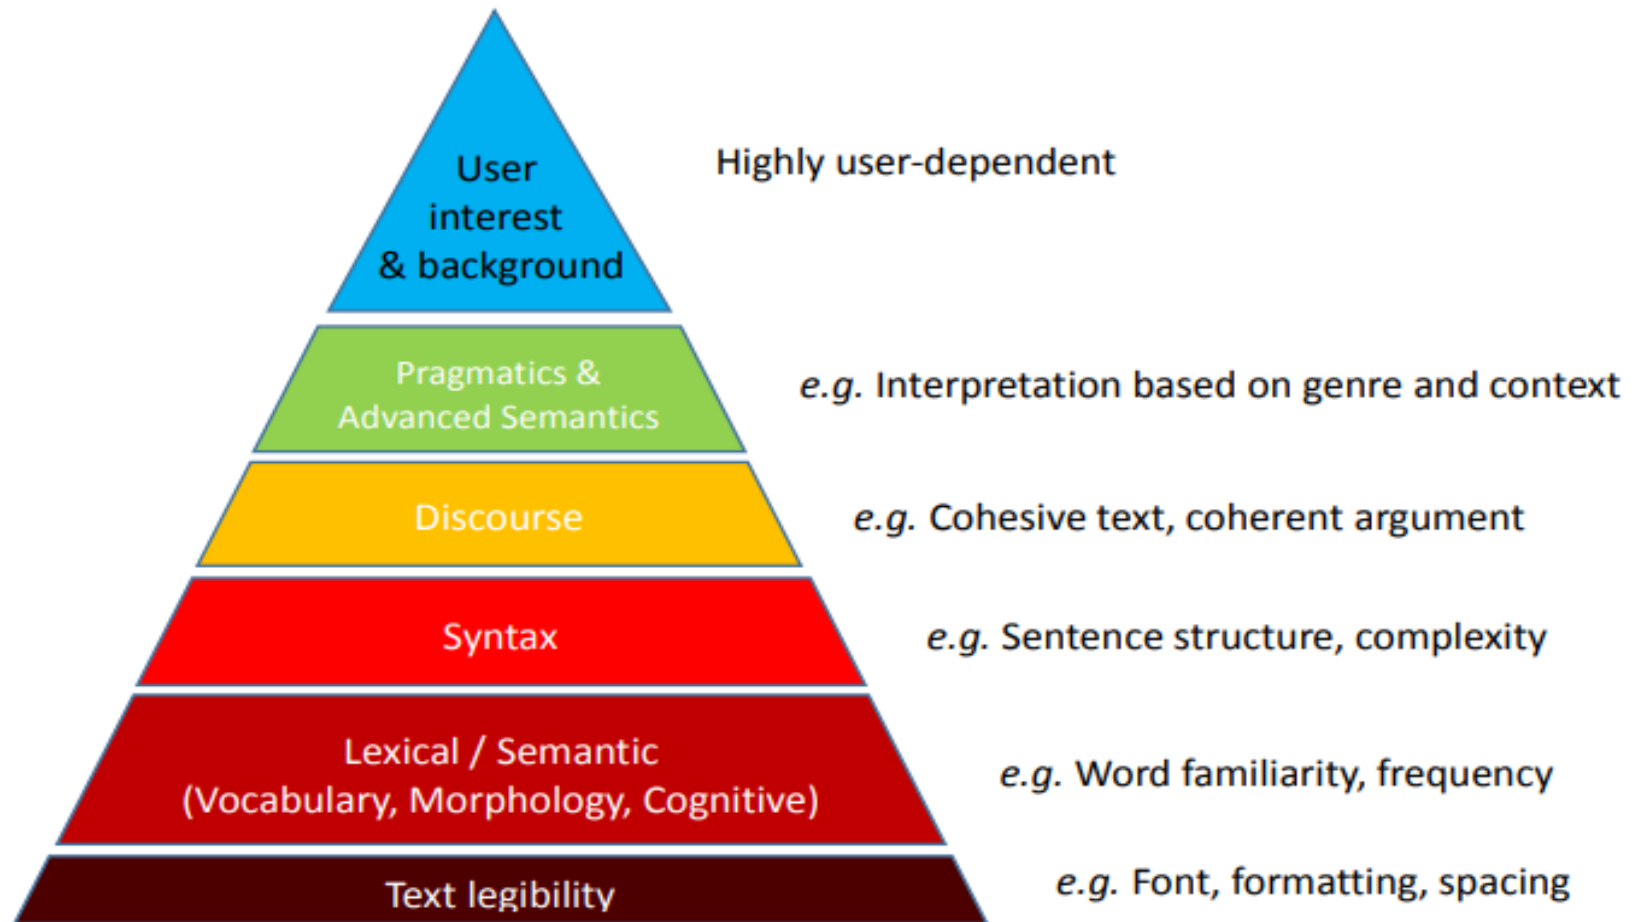 User
interest
& background
Highly user-dependent
Pragmatics &
Advanced Semantics
e.g. Interpretation based on genre and context
Discourse
e.g. Cohesive text, coherent argument
Syntax
e.g. Sentence structure, complexity
Lexical / Semantic
(Vocabulary, Morphology, Cognitive)
e.g. Word familiarity, frequency
Text legibility
e.g. Font, formatting, spacing